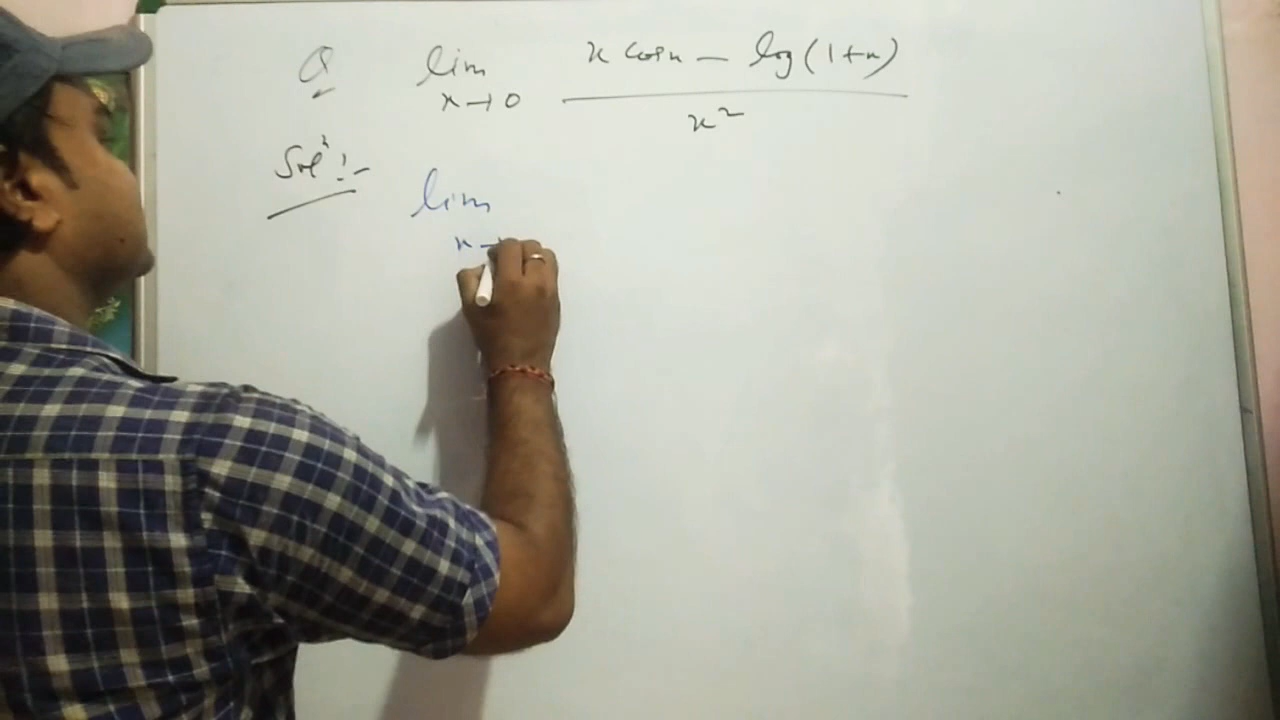 Q lim x→0 x cosx − log(1+x) / x²
Solⁿ :- lim x→